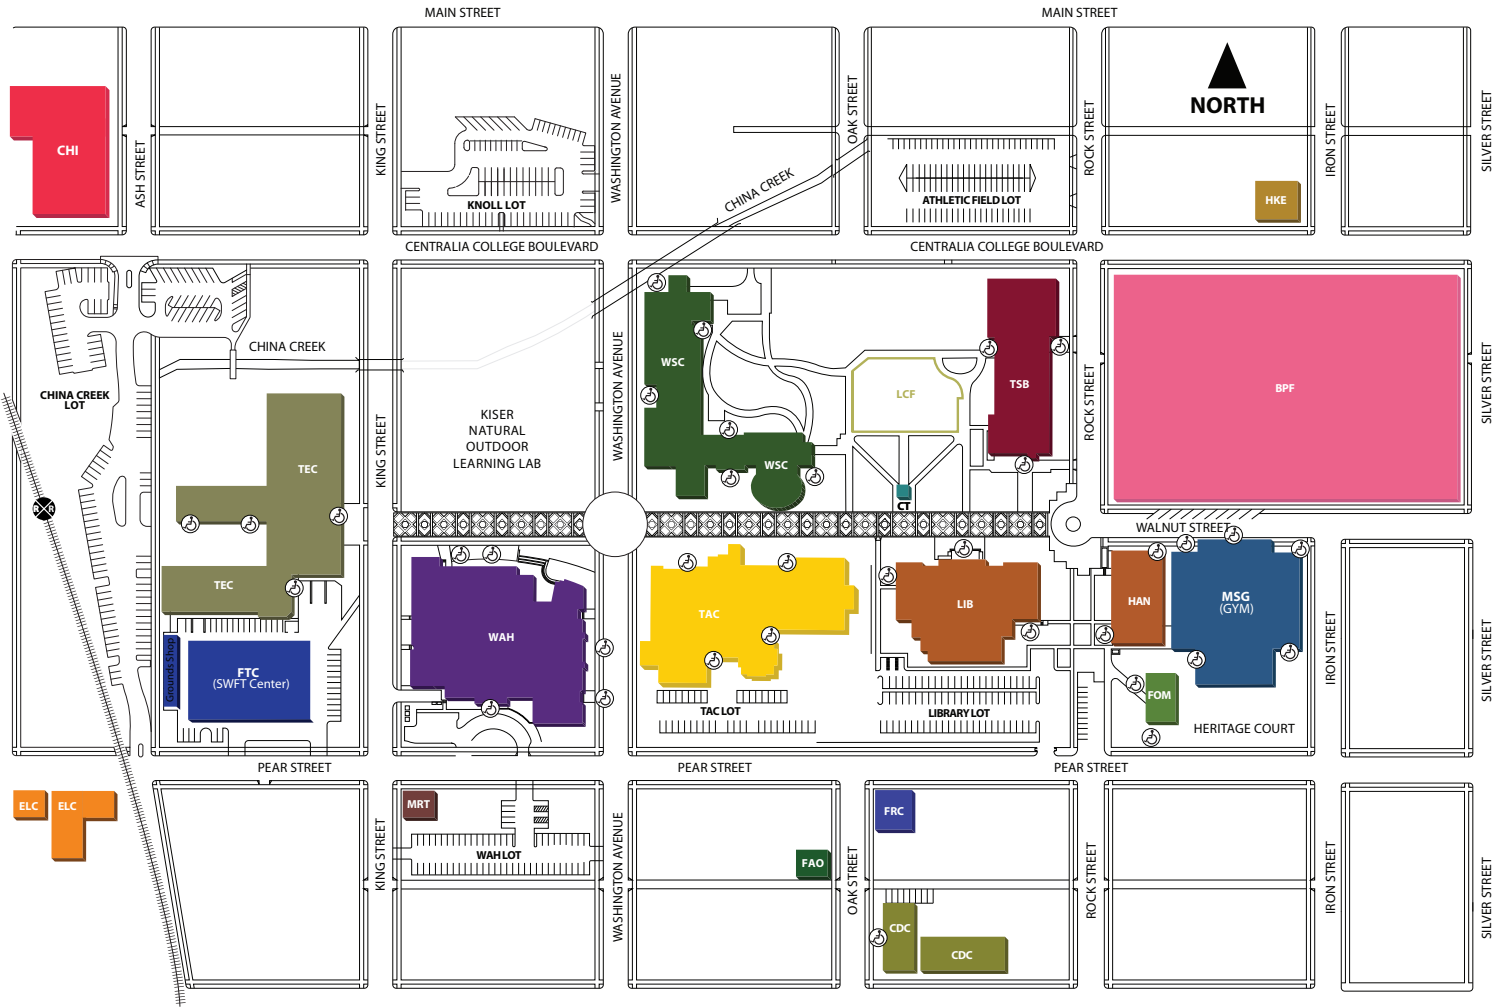 MAIN STREET
MAIN STREET
NORTH
CHI
ASH STREET
KING STREET
WASHINGTON AVENUE
OAK STREET
ROCK STREET
IRON STREET
SILVER STREET
CHINA CREEK
KNOLL LOT
ATHLETIC FIELD LOT
HKE
CENTRALIA COLLEGE BOULEVARD
CENTRALIA COLLEGE BOULEVARD
CHINA CREEK
CHINA CREEK
LOT
KING STREET
KISER
NATURAL
OUTDOOR
LEARNING LAB
WASHINGTON AVENUE
WSC
WSC
LCF
TSB
ROCK STREET
BPF
SILVER STREET
TEC
TEC
R R
CT
WALNUT STREET
WAH
TAC
LIB
HAN
MSG
(GYM)
IRON STREET
SILVER STREET
Grounds Shop
FTC
(SWFT Center)
FOM
TAC LOT
LIBRARY LOT
HERITAGE COURT
PEAR STREET
PEAR STREET
PEAR STREET
ELC
ELC
MRT
FRC
KING STREET
WAH LOT
WASHINGTON AVENUE
FAO
OAK STREET
ROCK STREET
IRON STREET
SILVER STREET
CDC
CDC